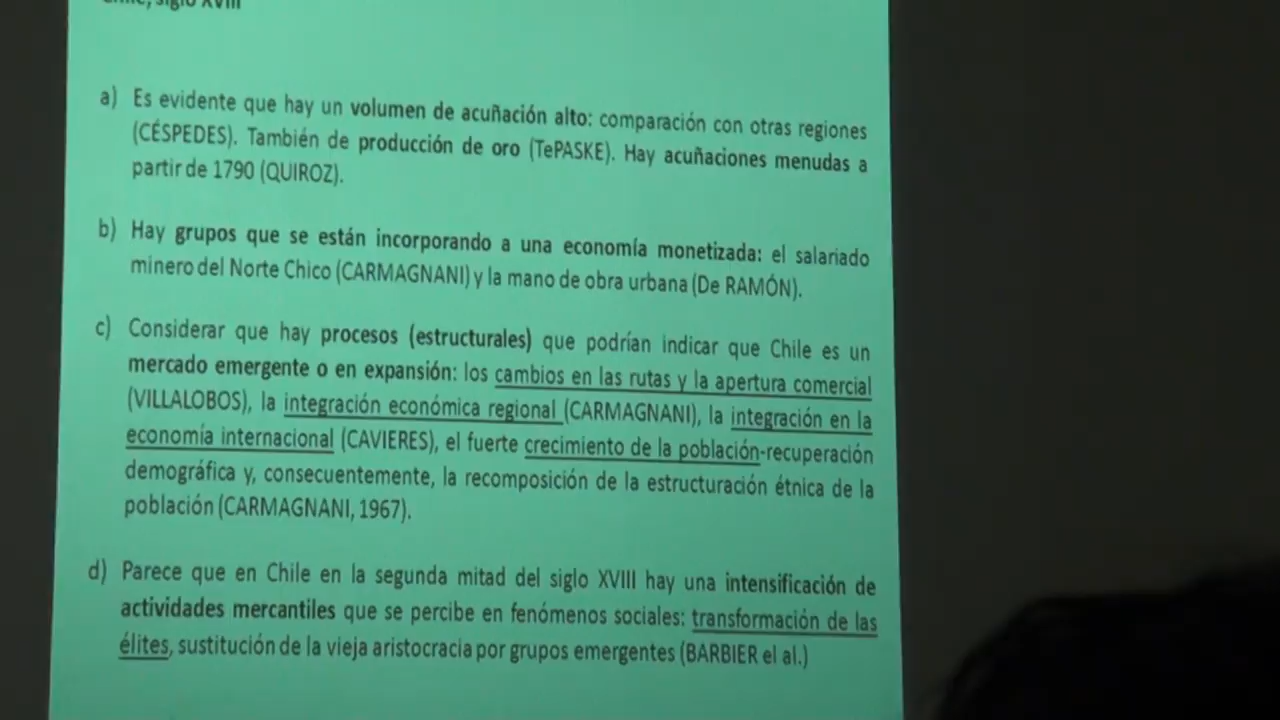 Chile, siglo XVIII
a) Es evidente que hay un volumen de acuñación alto: comparación con otras regiones
(CÉSPEDES). También de producción de oro (TePASKE). Hay acuñaciones menudas a
partir de 1790 (QUIROZ).
b) Hay grupos que se están incorporando a una economía monetizada: el salariado
minero del Norte Chico (CARMAGNANI) y la mano de obra urbana (De RAMÓN).
c) Considerar que hay procesos (estructurales) que podrían indicar que Chile es un
mercado emergente o en expansión: los cambios en las rutas y la apertura comercial
(VILLALOBOS), la integración económica regional (CARMAGNANI), la integración en la
economía internacional (CAVIERES), el fuerte crecimiento de la población-recuperación
demográfica y, consecuentemente, la recomposición de la estructuración étnica de la
población (CARMAGNANI, 1967).
d) Parece que en Chile en la segunda mitad del siglo XVIII hay una intensificación de
actividades mercantiles que se percibe en fenómenos sociales: transformación de las
élites, sustitución de la vieja aristocracia por grupos emergentes (BARBIER el al.)